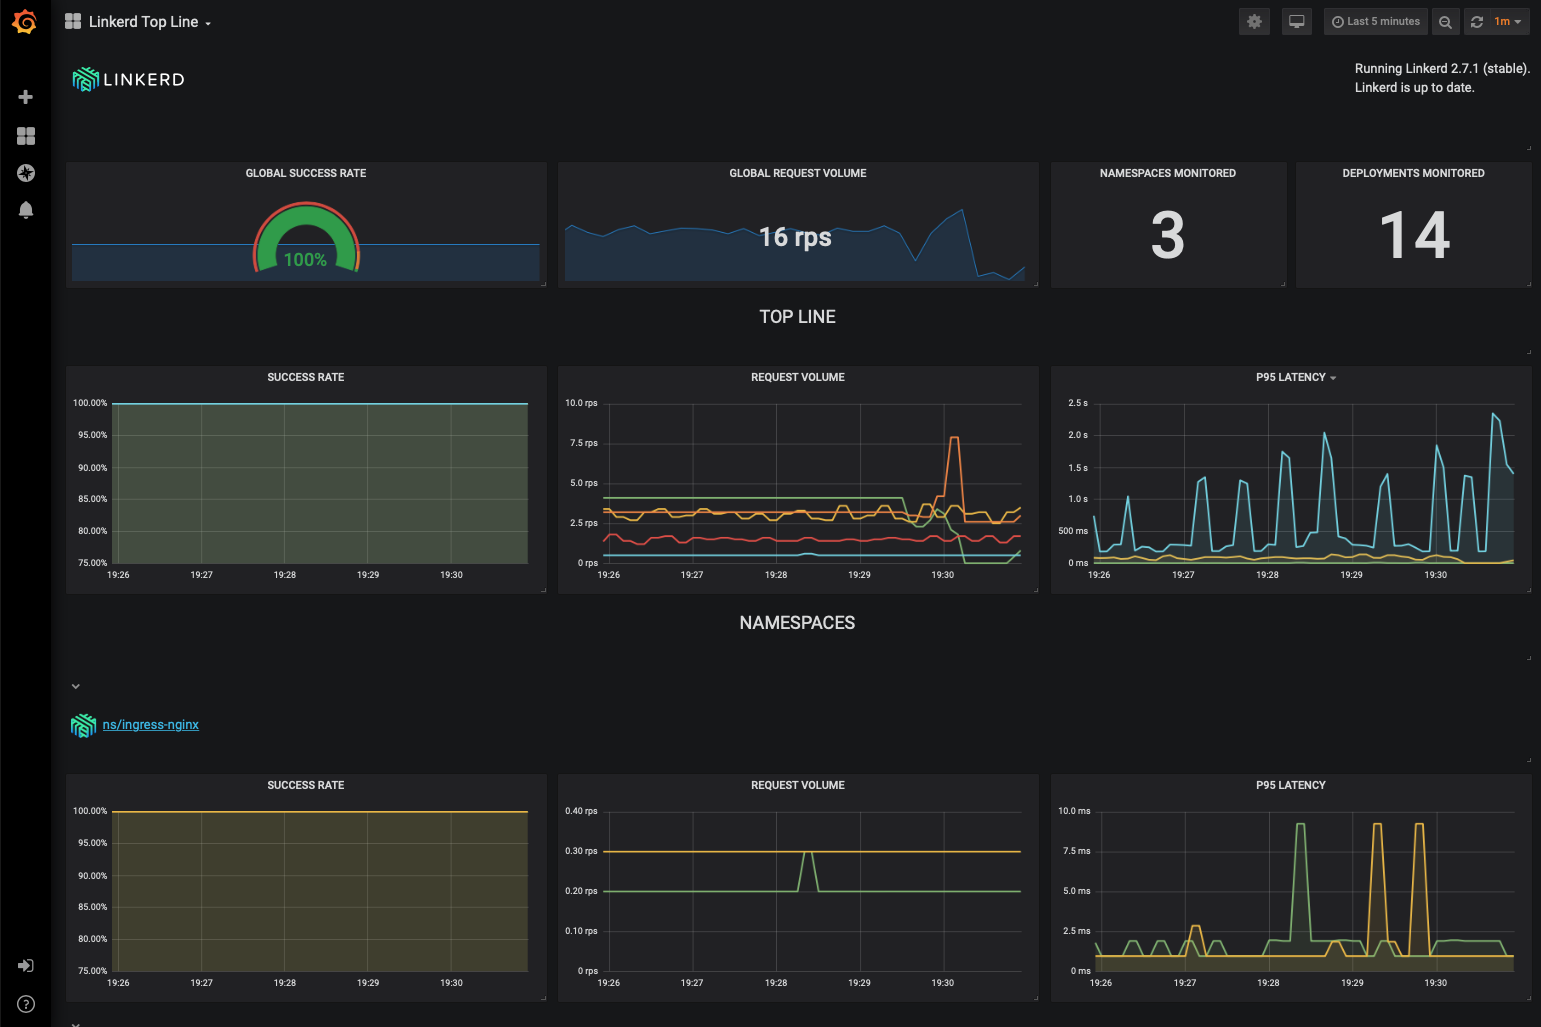 Linkerd Top Line
Last 5 minutes
1m
LINKERD
Running Linkerd 2.7.1 (stable).
Linkerd is up to date.
GLOBAL SUCCESS RATE
100%
GLOBAL REQUEST VOLUME
16 rps
NAMESPACES MONITORED
3
DEPLOYMENTS MONITORED
14
TOP LINE
SUCCESS RATE
100.00%
95.00%
90.00%
85.00%
80.00%
75.00%
19:26 19:27 19:28 19:29 19:30
REQUEST VOLUME
10.0 rps
7.5 rps
5.0 rps
2.5 rps
0 rps
19:26 19:27 19:28 19:29 19:30
P95 LATENCY
2.5 s
2.0 s
1.5 s
1.0 s
500 ms
0 ms
19:26 19:27 19:28 19:29 19:30
NAMESPACES
ns/ingress-nginx
SUCCESS RATE
100.00%
95.00%
90.00%
85.00%
80.00%
75.00%
19:26 19:27 19:28 19:29 19:30
REQUEST VOLUME
0.40 rps
0.30 rps
0.20 rps
0.10 rps
0 rps
19:26 19:27 19:28 19:29 19:30
P95 LATENCY
10.0 ms
7.5 ms
5.0 ms
2.5 ms
0 ms
19:26 19:27 19:28 19:29 19:30